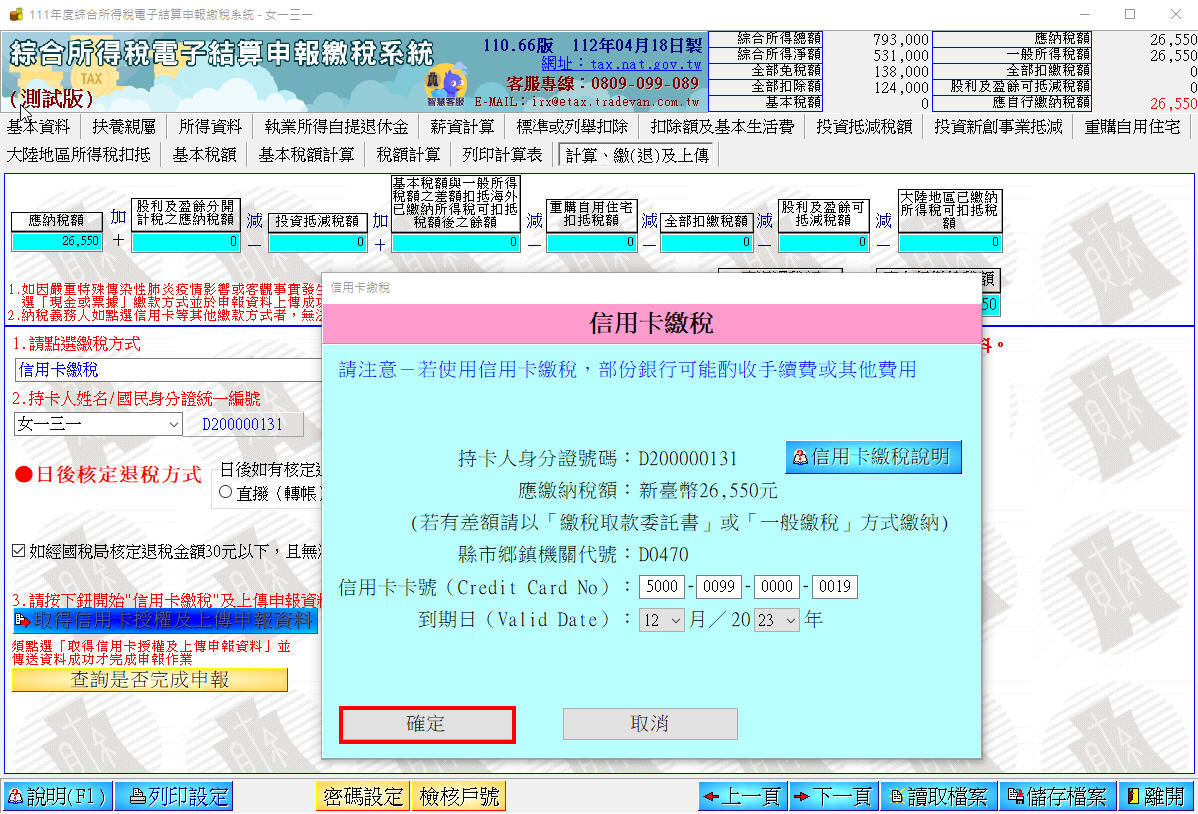 111年度綜合所得稅電子結算申報繳稅系統 - 女一三一
綜合所得稅電子結算申報繳稅系統
TAX
(測試版)
110.66版 112年04月18日製
網址：tax.nat.gov.tw
客服專線：0809-099-089
E-MAIL：irx@etax.tradevan.com.tw
智慧客服
綜合所得總額 793,000
綜合所得淨額 531,000
全部免稅額 138,000
全部扣除額 124,000
基本稅額 0
應納稅額 26,550
一般所得稅額 26,550
全部扣繳稅額 0
股利及盈餘可抵減稅額 0
應自行繳納稅額 26,550
基本資料 扶養親屬 所得資料 執業所得自提退休金 薪資計算 標準或列舉扣除 扣除額及基本生活費 投資抵減稅額 投資新創事業抵減 重購自用住宅
大陸地區所得稅扣抵 基本稅額 基本稅額計算 稅額計算 列印計算表 計算、繳(退)及上傳
應納稅額
26,550
加
+
股利及盈餘分開
計稅之應納稅額
0
減
—
投資抵減稅額
0
加
+
基本稅額與一般所得
稅額之差額扣抵海外
已繳納所得稅可扣抵
稅額後之餘額
0
減
—
重購自用住宅
扣抵稅額
0
減
—
全部扣繳稅額
0
減
—
股利及盈餘可
抵減稅額
0
減
—
大陸地區已繳納
所得稅可扣抵稅
額
0
額
50
1.如因嚴重特殊傳染性肺炎疫情影響或客觀事實發生
選「現金或票據」繳款方式並於申報資料上傳成功
2.納稅義務人如點選信用卡等其他繳款方式者，無法
料。
1.請點選繳稅方式
信用卡繳稅
2.持卡人姓名/國民身分證統一編號
女一三一 D200000131
●日後核定退稅方式
日後如有核定退
直撥（轉帳）
如經國稅局核定退稅金額30元以下，且無法
3.請按下鈕開始"信用卡繳稅"及上傳申報資料
取得信用卡授權及上傳申報資料
須點選「取得信用卡授權及上傳申報資料」並
傳送資料成功才完成申報作業
查詢是否完成申報
信用卡繳稅
信用卡繳稅
請注意－若使用信用卡繳稅，部份銀行可能酌收手續費或其他費用
持卡人身分證號碼：D200000131
信用卡繳稅說明
應繳納稅額：新臺幣26,550元
(若有差額請以「繳稅取款委託書」或「一般繳稅」方式繳納)
縣市鄉鎮機關代號：D0470
信用卡卡號（Credit Card No）：5000-0099-0000-0019
到期日（Valid Date）：12月／2023年
確定
取消
說明(F1) 列印設定 密碼設定 檢核戶號 上一頁 下一頁 讀取檔案 儲存檔案 離開